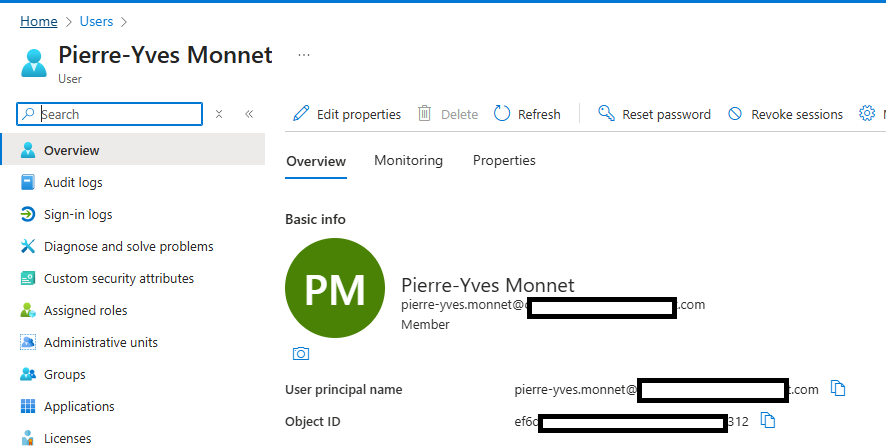 Home > Users >
Pierre-Yves Monnet ...
User
Search
Edit properties Delete Refresh Reset password Revoke sessions
Overview
Audit logs
Sign-in logs
Diagnose and solve problems
Custom security attributes
Assigned roles
Administrative units
Groups
Applications
Licenses
Overview Monitoring Properties
Basic info
PM
Pierre-Yves Monnet
pierre-yves.monnet@ .com
Member
User principal name pierre-yves.monnet@ .com
Object ID ef6 312